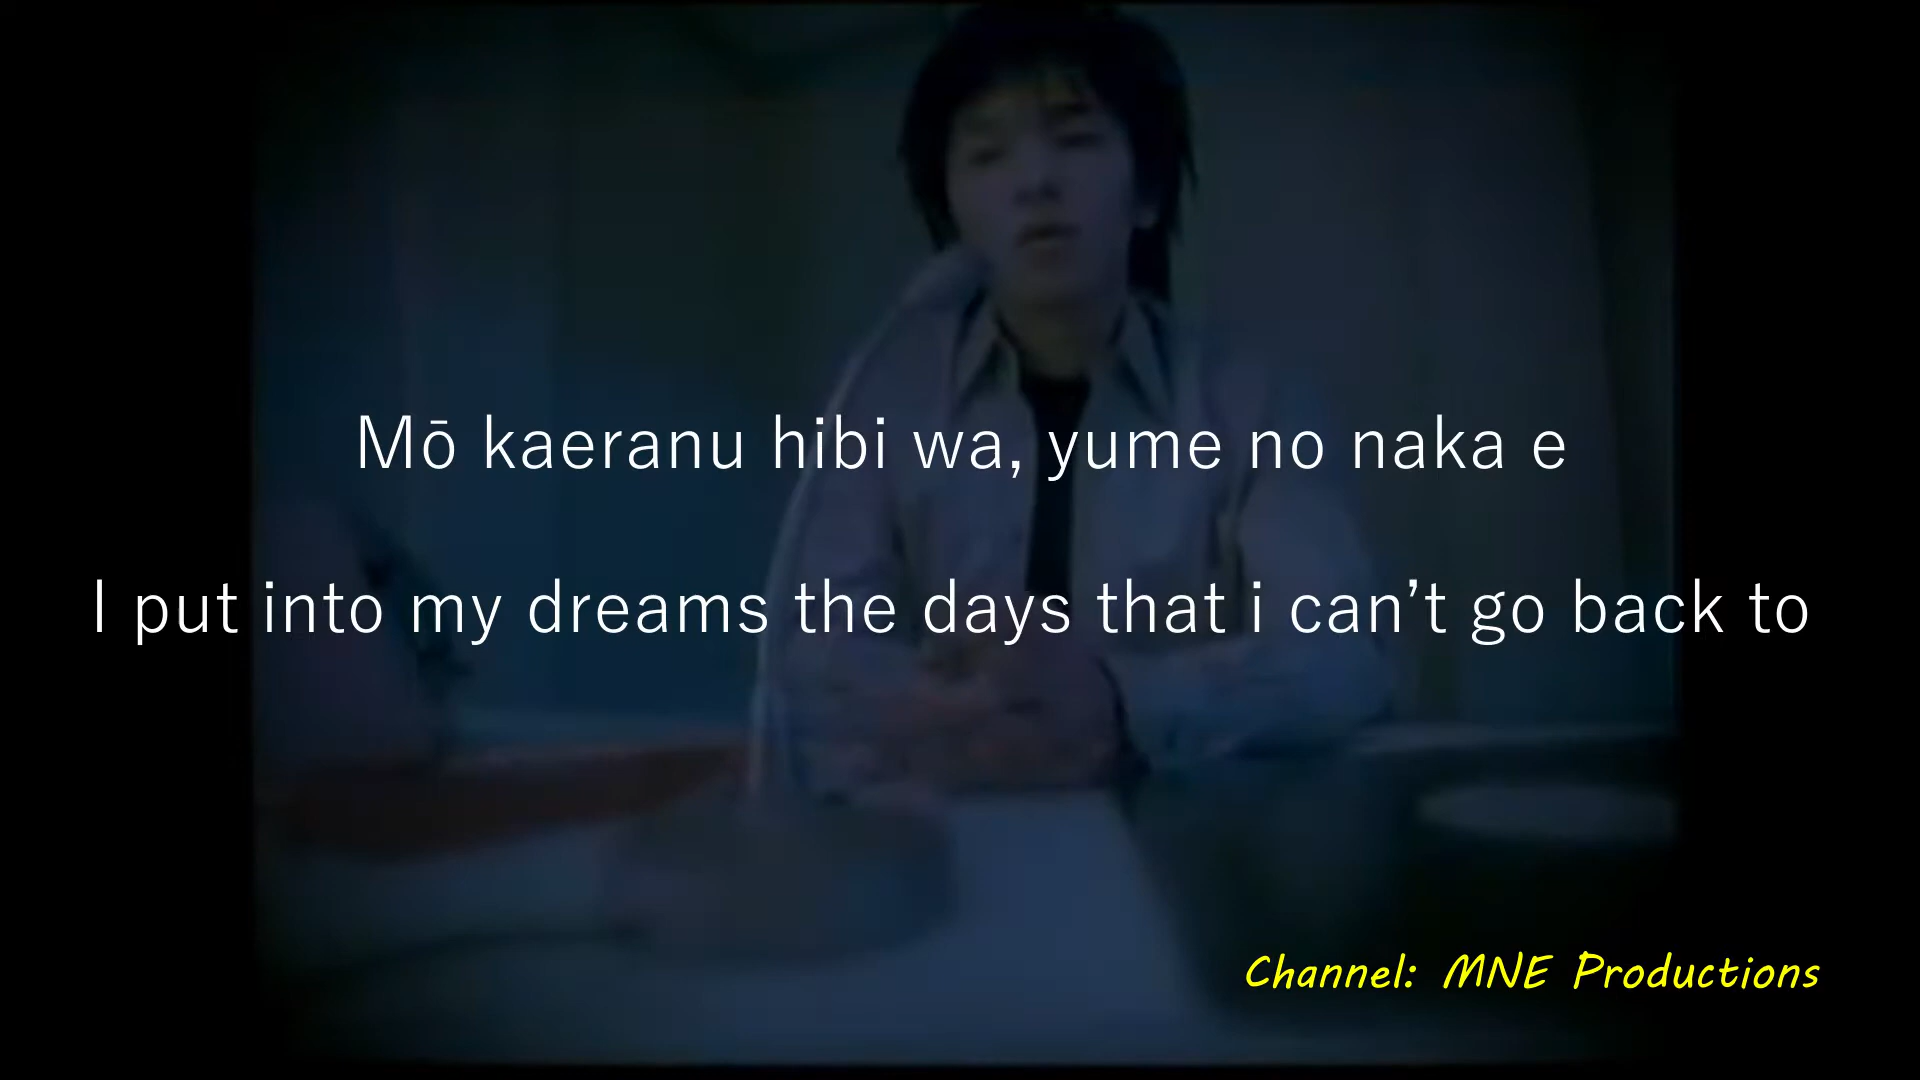 Mō kaeranu hibi wa, yume no naka e
I put into my dreams the days that i can’t go back to
Channel: MNE Productions